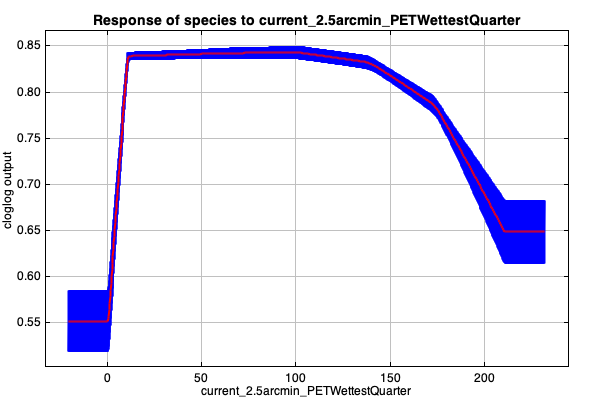 Response of species to current_2.5arcmin_PETWettestQuarter
0.85
0.80
0.75
0.70
0.65
0.60
0.55
cloglog output
0 50 100 150 200
current_2.5arcmin_PETWettestQuarter